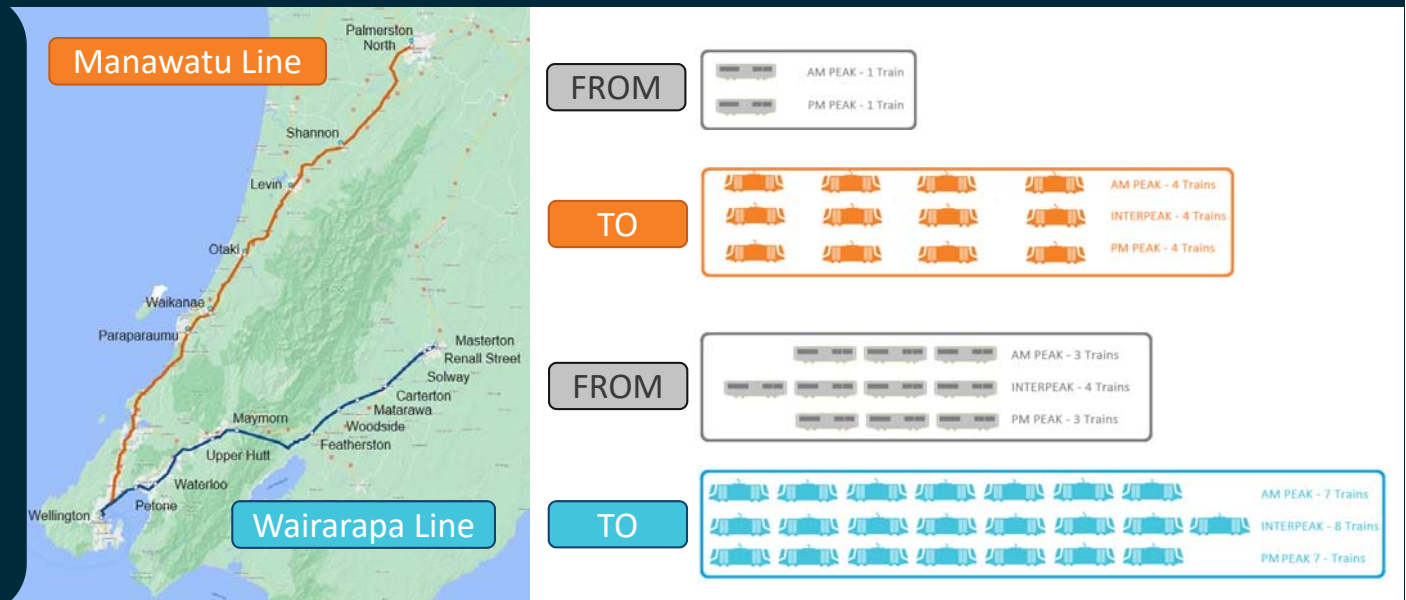 Manawatu Line
Palmerston
North
Shannon
Levin
Otaki
Waikanae
Paraparaumu
Masterton
Renall Street
Solway
Carterton
Matarawa
Woodside
Featherston
Maymorn
Upper Hutt
Waterloo
Petone
Wellington
Wairarapa Line
FROM
AM PEAK - 1 Train
PM PEAK - 1 Train
TO
AM PEAK - 4 Trains
INTERPEAK - 4 Trains
PM PEAK - 4 Trains
FROM
AM PEAK - 3 Trains
INTERPEAK - 4 Trains
PM PEAK - 3 Trains
TO
AM PEAK - 7 Trains
INTERPEAK - 8 Trains
PM PEAK 7 - Trains